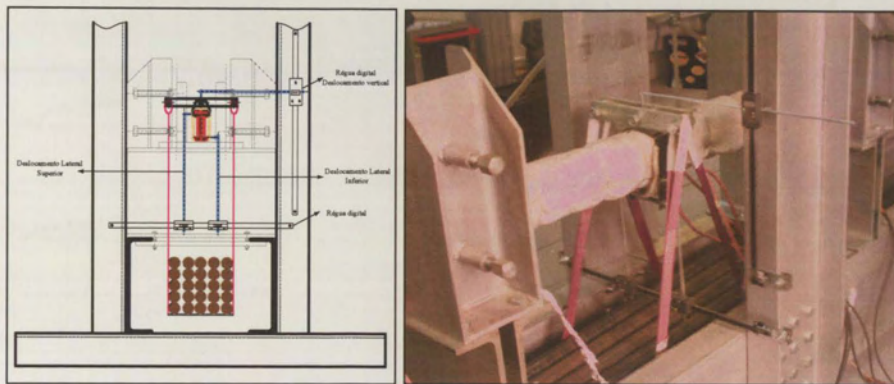 Régua digital
Deslocamento vertical
Deslocamento Lateral
Superior
Deslocamento Lateral
Inferior
Régua digital